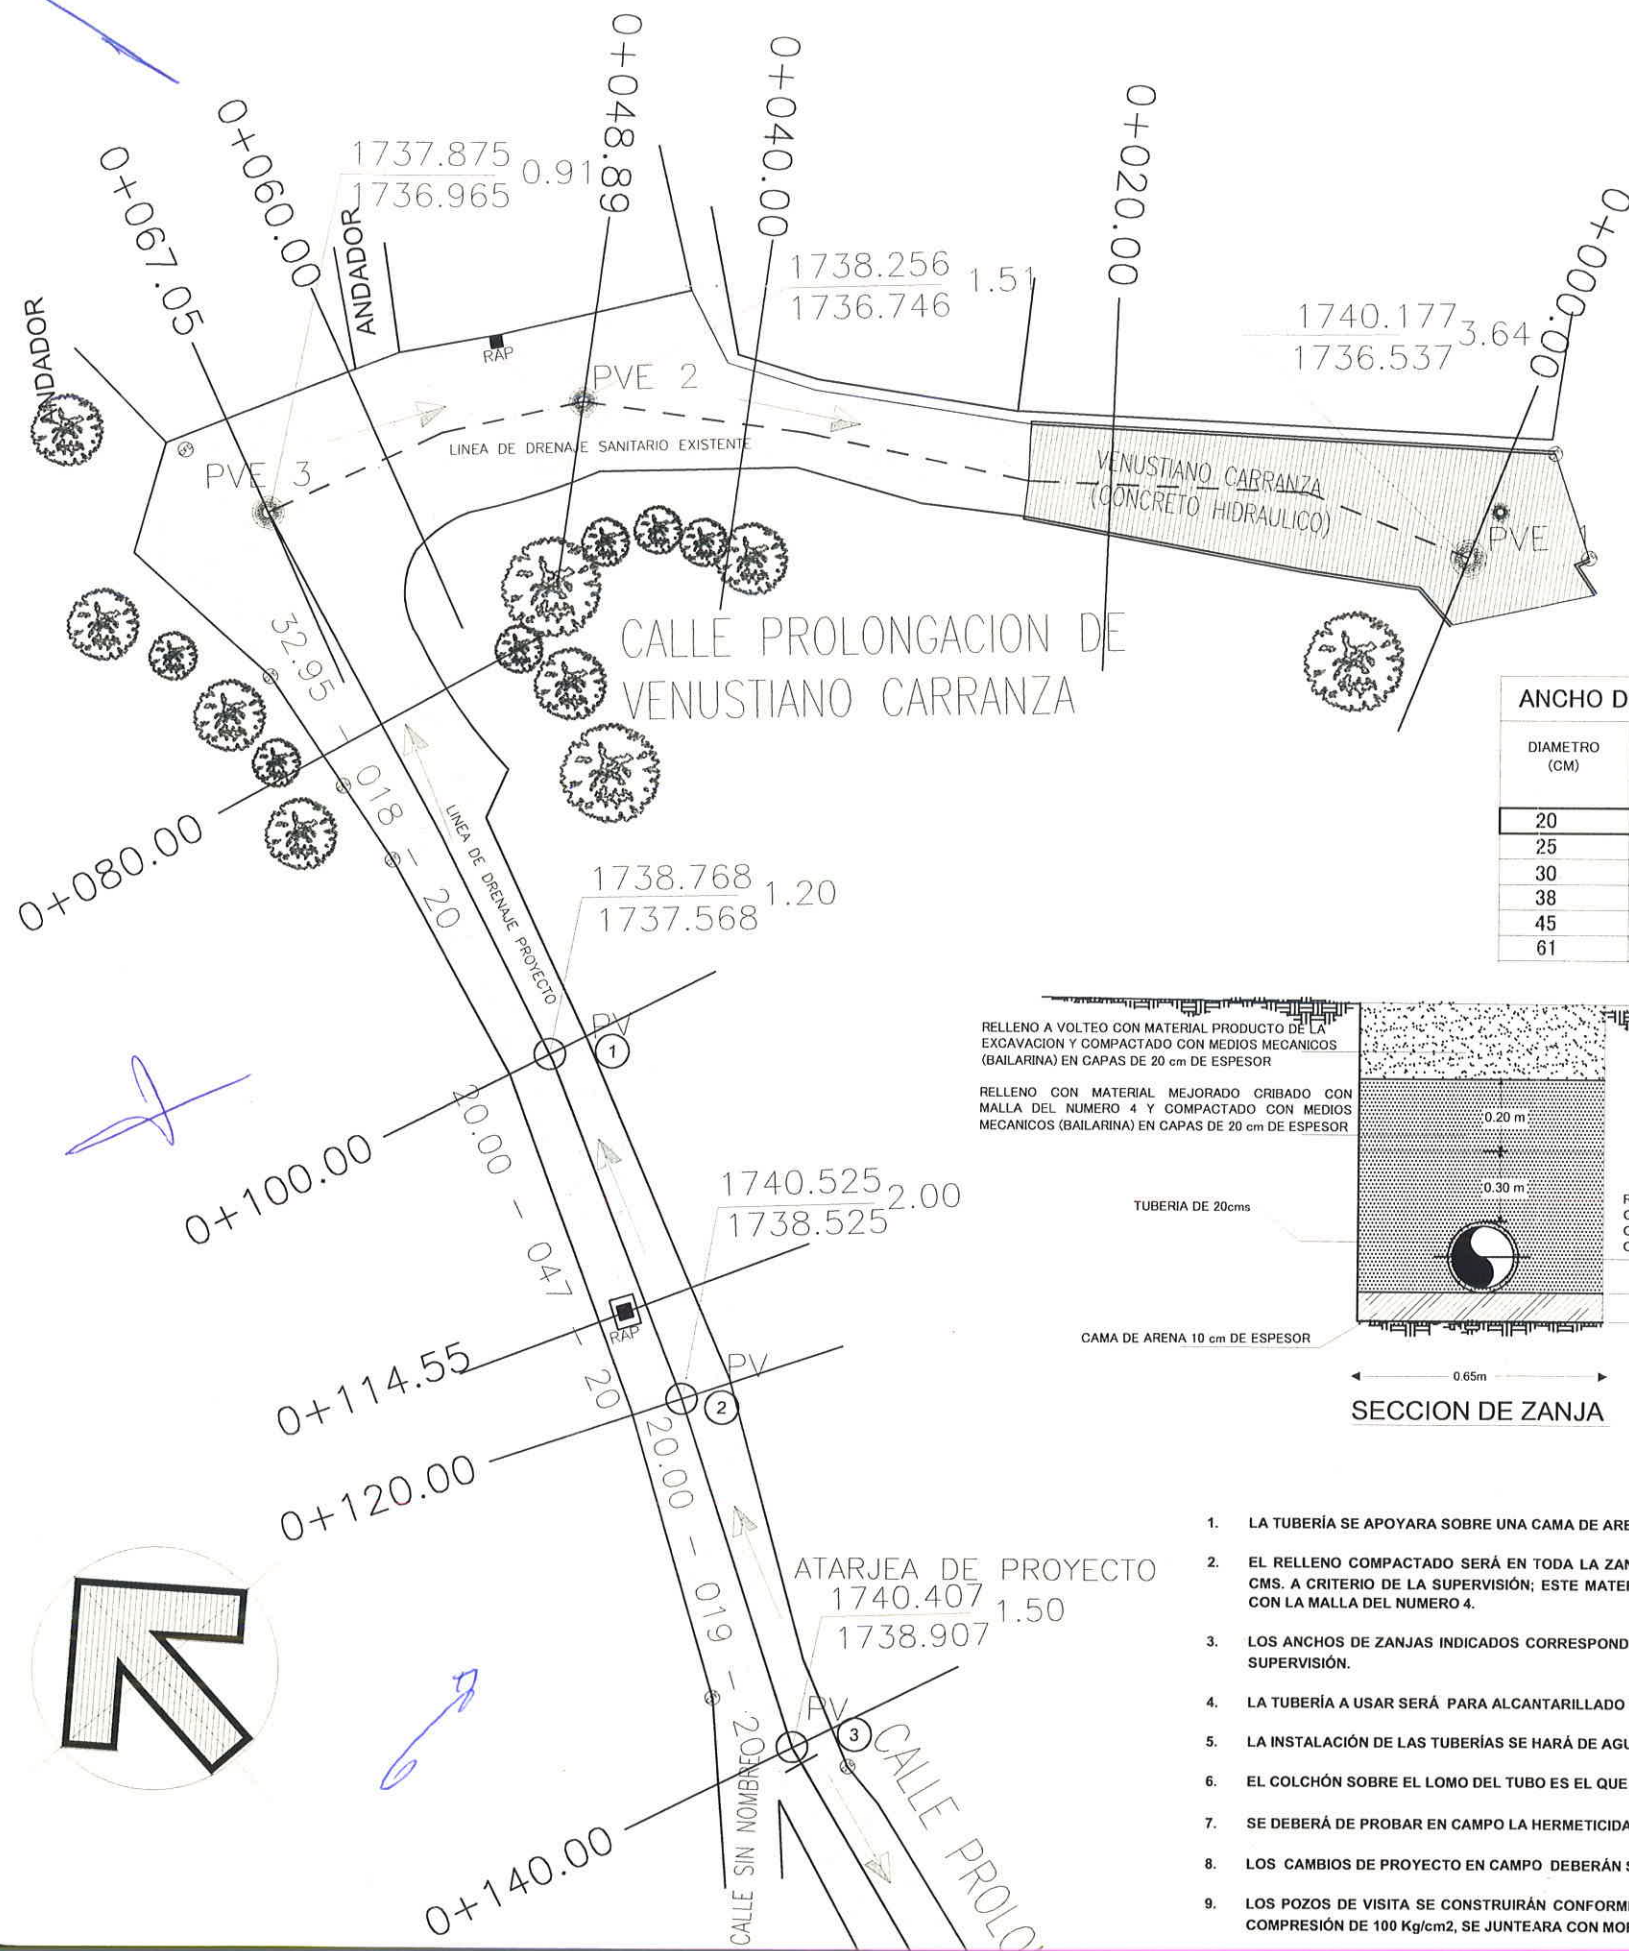 0+048.89
0+040.00
0+020.00
0+000.00
0+060.00
0+067.05
1737.875
1736.965
0.91
ANDADOR
ANDADOR
1738.256
1736.746
1.51
1740.177
1736.537
3.64
RAP
PVE 2
PVE 3
LINEA DE DRENAJE SANITARIO EXISTENTE
VENUSTIANO CARRANZA
(CONCRETO HIDRAULICO)
PVE 1
CALLE PROLONGACION DE
VENUSTIANO CARRANZA
32.95 - 018 - 20
LINEA DE DRENAJE PROYECTO
0+080.00
1738.768
1737.568
1.20
PV
1
0+100.00
20.00 - 047 - 20
1740.525
1738.525
2.00
RAP
0+114.55
PV
2
0+120.00
20.00 - 019 - 20
ATARJEA DE PROYECTO
1740.407
1738.907
1.50
PV
3
0+140.00
CALLE SIN NOMBRE
CALLE PROLO
ANCHO D
DIAMETRO
(CM)
20
25
30
38
45
61
RELLENO A VOLTEO CON MATERIAL PRODUCTO DE LA
EXCAVACION Y COMPACTADO CON MEDIOS MECANICOS
(BAILARINA) EN CAPAS DE 20 cm DE ESPESOR
RELLENO CON MATERIAL MEJORADO CRIBADO CON
MALLA DEL NUMERO 4 Y COMPACTADO CON MEDIOS
MECANICOS (BAILARINA) EN CAPAS DE 20 cm DE ESPESOR
0.20 m
0.30 m
TUBERIA DE 20cms
CAMA DE ARENA 10 cm DE ESPESOR
0.65m
SECCION DE ZANJA
1. LA TUBERÍA SE APOYARA SOBRE UNA CAMA DE ARE
2. EL RELLENO COMPACTADO SERÁ EN TODA LA ZAN
CMS. A CRITERIO DE LA SUPERVISIÓN; ESTE MATE
CON LA MALLA DEL NUMERO 4.
3. LOS ANCHOS DE ZANJAS INDICADOS CORRESPOND
SUPERVISIÓN.
4. LA TUBERÍA A USAR SERÁ PARA ALCANTARILLADO
5. LA INSTALACIÓN DE LAS TUBERÍAS SE HARÁ DE AGU
6. EL COLCHÓN SOBRE EL LOMO DEL TUBO ES EL QUE
7. SE DEBERÁ DE PROBAR EN CAMPO LA HERMETICIDA
8. LOS CAMBIOS DE PROYECTO EN CAMPO DEBERÁN S
9. LOS POZOS DE VISITA SE CONSTRUIRÁN CONFORM
COMPRESIÓN DE 100 Kg/cm2, SE JUNTEARA CON MO